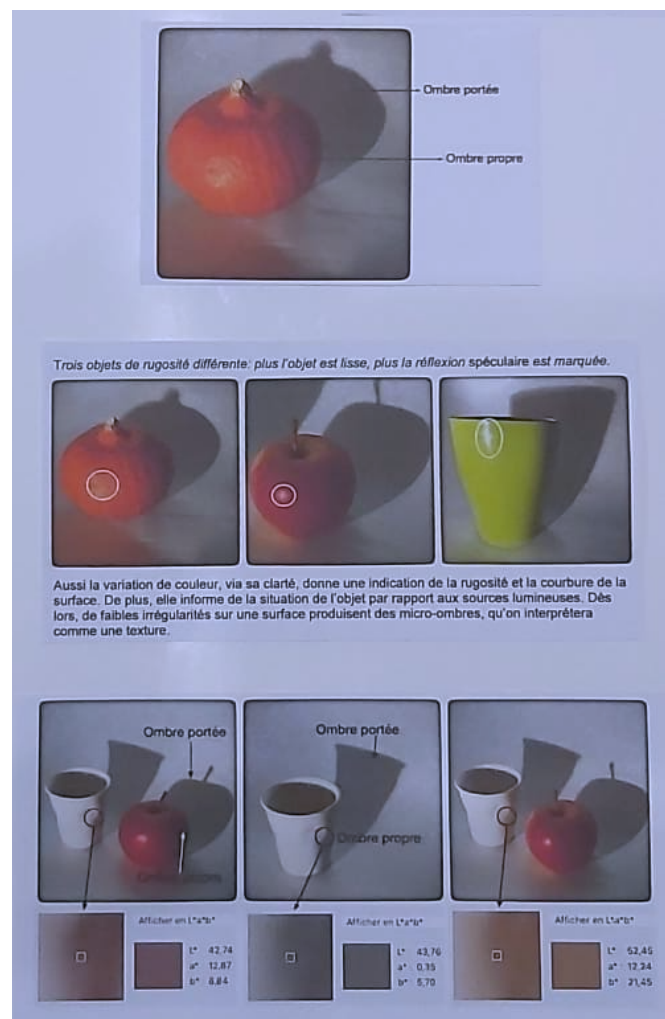 Ombre portée
Ombre propre
Trois objets de rugosité différente: plus l'objet est lisse, plus la réflexion spéculaire est marquée.
Aussi la variation de couleur, via sa clarté, donne une indication de la rugosité et la courbure de la
surface. De plus, elle informe de la situation de l'objet par rapport aux sources lumineuses. Dès
lors, de faibles irrégularités sur une surface produisent des micro-ombres, qu'on interprétera
comme une texture.
Ombre portée
Ombre propre
Ombre portée
Ombre propre
Afficher en L*a*b*
L* 42,74
a* 12,87
b* 8,84
Afficher en L*a*b*
L* 43,76
a* 0,35
b* 5,70
Afficher en L*a*b*
L* 52,45
a* 12,24
b* 21,45